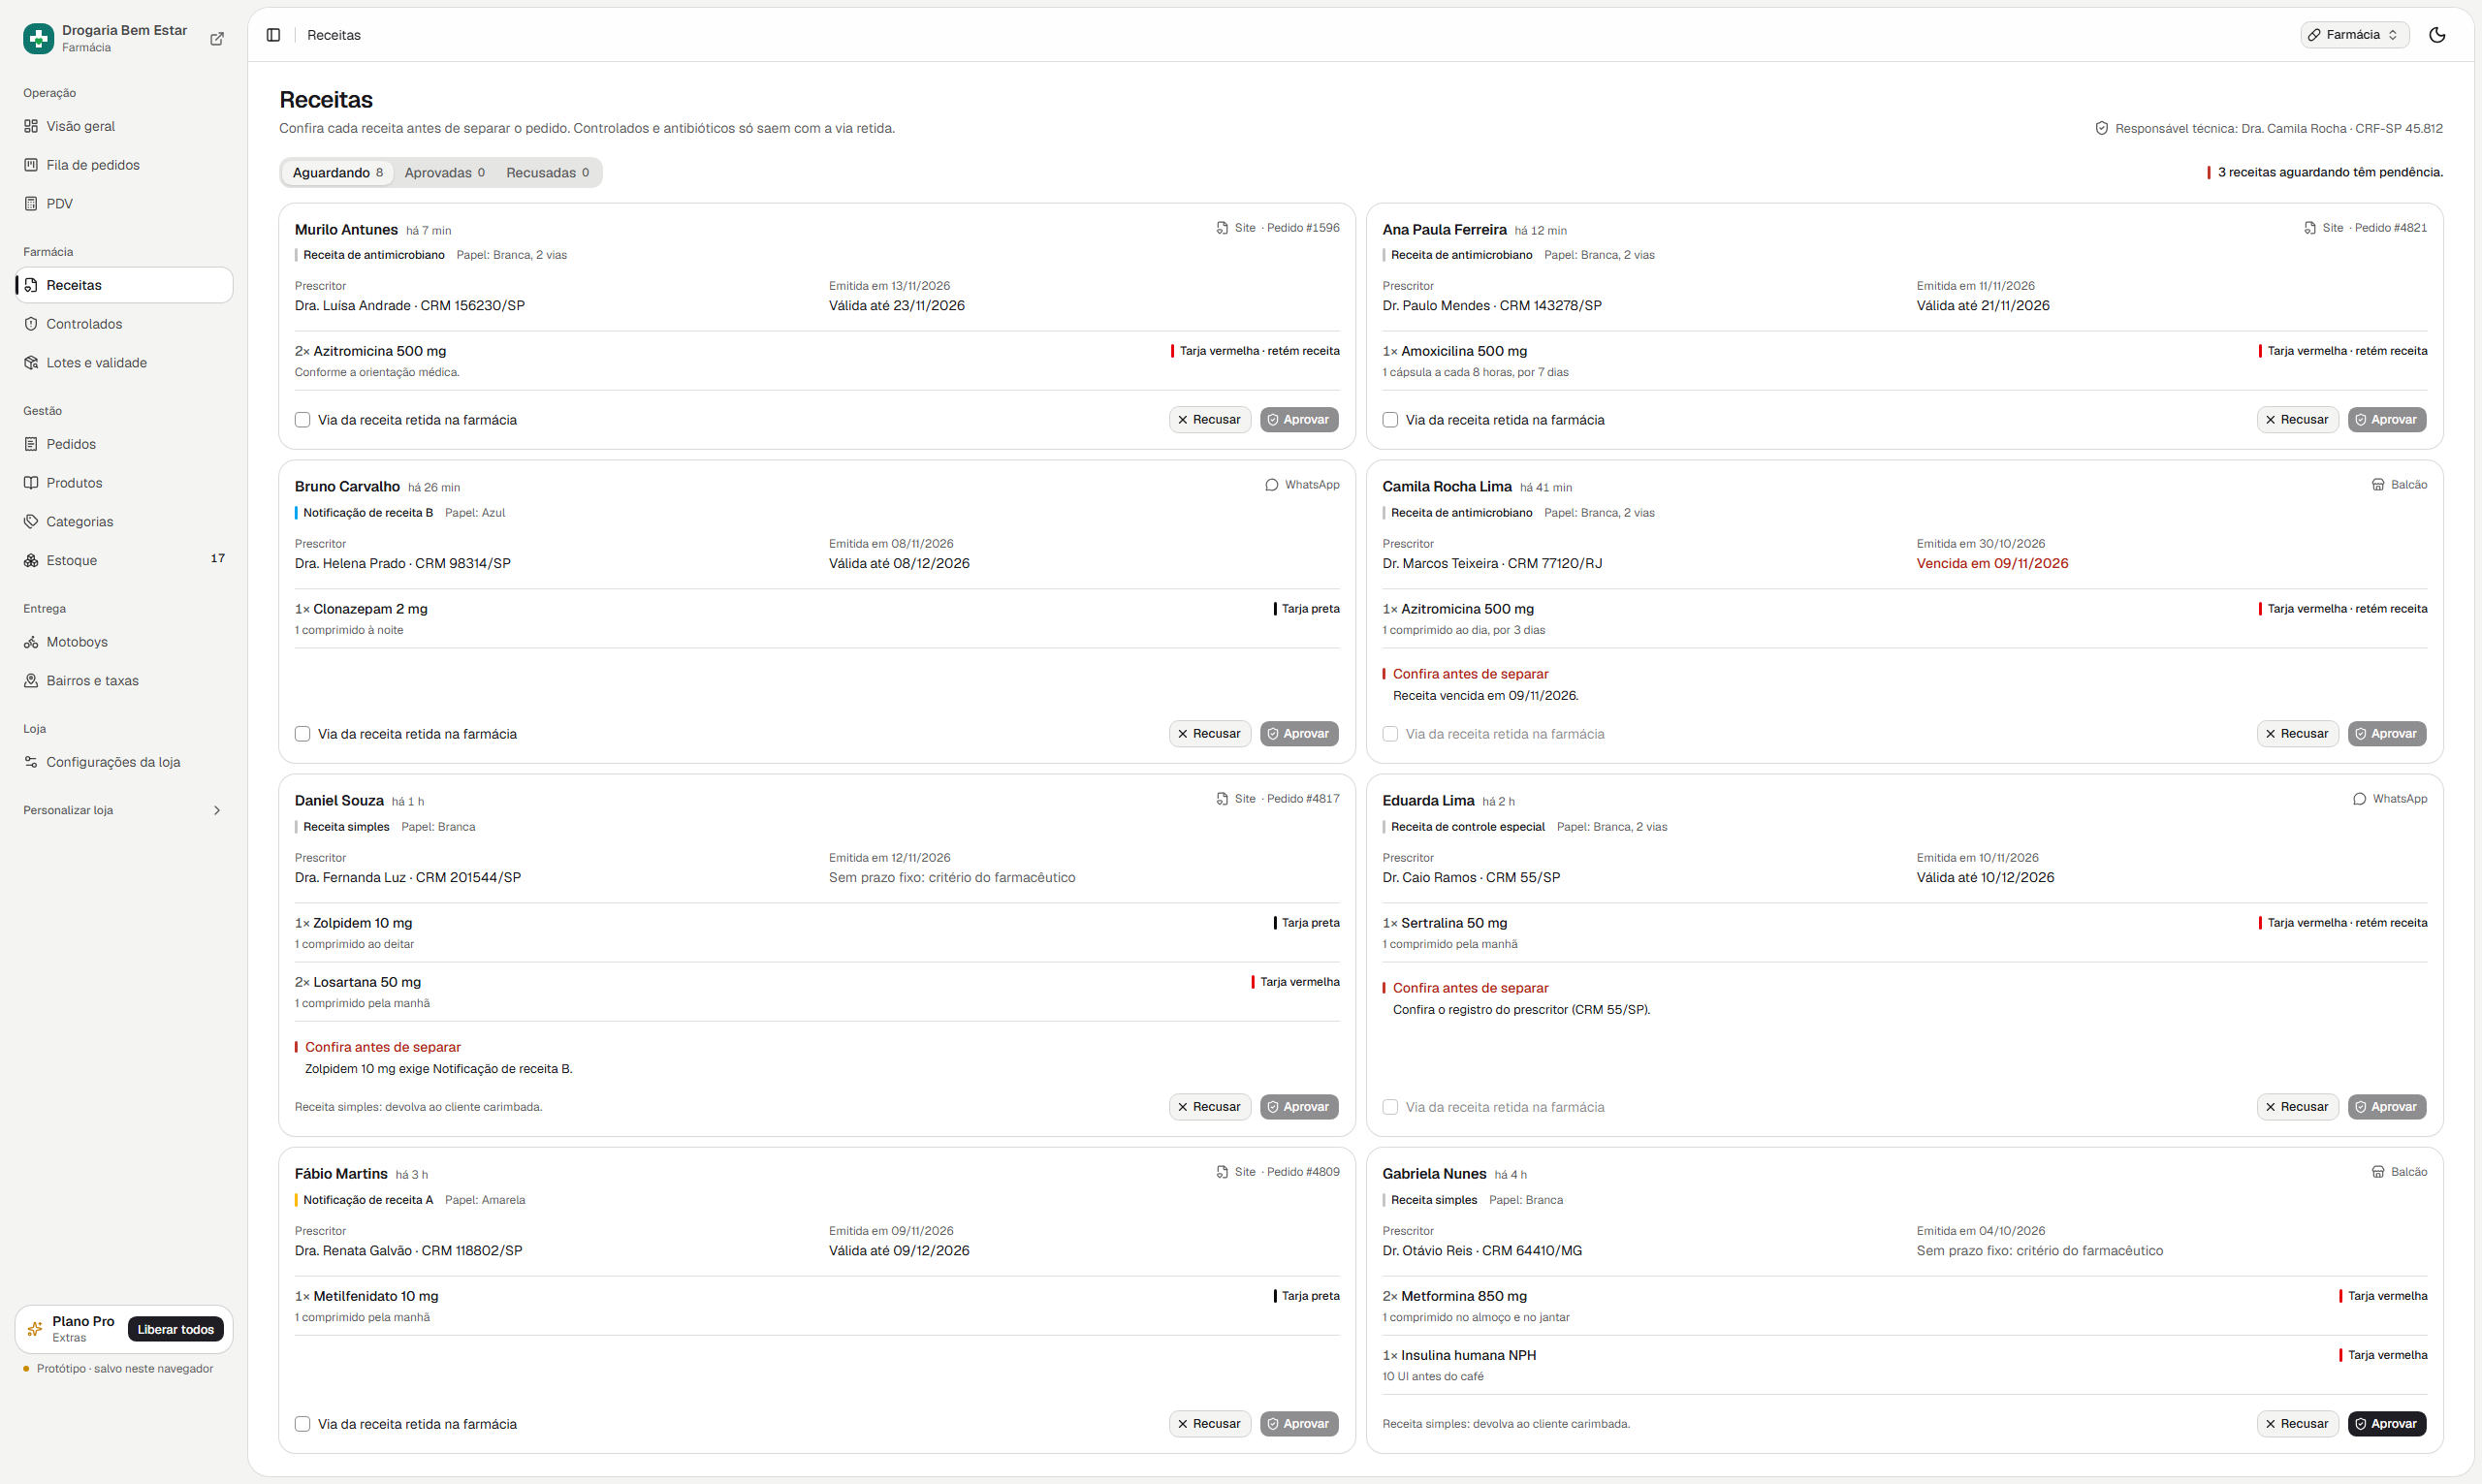 Drogaria Bem Estar
Farmácia
Operação
Visão geral
Fila de pedidos
PDV
Farmácia
Receitas
Controlados
Lotes e validade
Gestão
Pedidos
Produtos
Categorias
Estoque 17
Entrega
Motoboys
Bairros e taxas
Loja
Configurações da loja
Personalizar loja
Plano Pro
Extras
Liberar todos
Protótipo · salvo neste navegador
Receitas
Farmácia
Receitas
Confira cada receita antes de separar o pedido. Controlados e antibióticos só saem com a via retida.
Responsável técnica: Dra. Camila Rocha · CRF-SP 45.812
Aguardando 8 Aprovadas 0 Recusadas 0
3 receitas aguardando têm pendência.
Murilo Antunes há 7 min
Site · Pedido #1596
Receita de antimicrobiano Papel: Branca, 2 vias
Prescritor
Dra. Luísa Andrade · CRM 156230/SP
Emitida em 13/11/2026
Válida até 23/11/2026
2× Azitromicina 500 mg
Tarja vermelha · retém receita
Conforme a orientação médica.
Via da receita retida na farmácia
Recusar Aprovar
Ana Paula Ferreira há 12 min
Site · Pedido #4821
Receita de antimicrobiano Papel: Branca, 2 vias
Prescritor
Dr. Paulo Mendes · CRM 143278/SP
Emitida em 11/11/2026
Válida até 21/11/2026
1× Amoxicilina 500 mg
Tarja vermelha · retém receita
1 cápsula a cada 8 horas, por 7 dias
Via da receita retida na farmácia
Recusar Aprovar
Bruno Carvalho há 26 min
WhatsApp
Notificação de receita B Papel: Azul
Prescritor
Dra. Helena Prado · CRM 98314/SP
Emitida em 08/11/2026
Válida até 08/12/2026
1× Clonazepam 2 mg
Tarja preta
1 comprimido à noite
Via da receita retida na farmácia
Recusar Aprovar
Camila Rocha Lima há 41 min
Balcão
Receita de antimicrobiano Papel: Branca, 2 vias
Prescritor
Dr. Marcos Teixeira · CRM 77120/RJ
Emitida em 30/10/2026
Vencida em 09/11/2026
1× Azitromicina 500 mg
Tarja vermelha · retém receita
1 comprimido ao dia, por 3 dias
Confira antes de separar
Receita vencida em 09/11/2026.
Via da receita retida na farmácia
Recusar Aprovar
Daniel Souza há 1 h
Site · Pedido #4817
Receita simples Papel: Branca
Prescritor
Dra. Fernanda Luz · CRM 201544/SP
Emitida em 12/11/2026
Sem prazo fixo: critério do farmacêutico
1× Zolpidem 10 mg
Tarja preta
1 comprimido ao deitar
2× Losartana 50 mg
Tarja vermelha
1 comprimido pela manhã
Confira antes de separar
Zolpidem 10 mg exige Notificação de receita B.
Receita simples: devolva ao cliente carimbada.
Recusar Aprovar
Eduarda Lima há 2 h
WhatsApp
Receita de controle especial Papel: Branca, 2 vias
Prescritor
Dr. Caio Ramos · CRM 55/SP
Emitida em 10/11/2026
Válida até 10/12/2026
1× Sertralina 50 mg
Tarja vermelha · retém receita
1 comprimido pela manhã
Confira antes de separar
Confira o registro do prescritor (CRM 55/SP).
Via da receita retida na farmácia
Recusar Aprovar
Fábio Martins há 3 h
Site · Pedido #4809
Notificação de receita A Papel: Amarela
Prescritor
Dra. Renata Galvão · CRM 118802/SP
Emitida em 09/11/2026
Válida até 09/12/2026
1× Metilfenidato 10 mg
Tarja preta
1 comprimido pela manhã
Via da receita retida na farmácia
Recusar Aprovar
Gabriela Nunes há 4 h
Balcão
Receita simples Papel: Branca
Prescritor
Dr. Otávio Reis · CRM 64410/MG
Emitida em 04/10/2026
Sem prazo fixo: critério do farmacêutico
2× Metformina 850 mg
Tarja vermelha
1 comprimido no almoço e no jantar
1× Insulina humana NPH
Tarja vermelha
10 UI antes do café
Receita simples: devolva ao cliente carimbada.
Recusar Aprovar